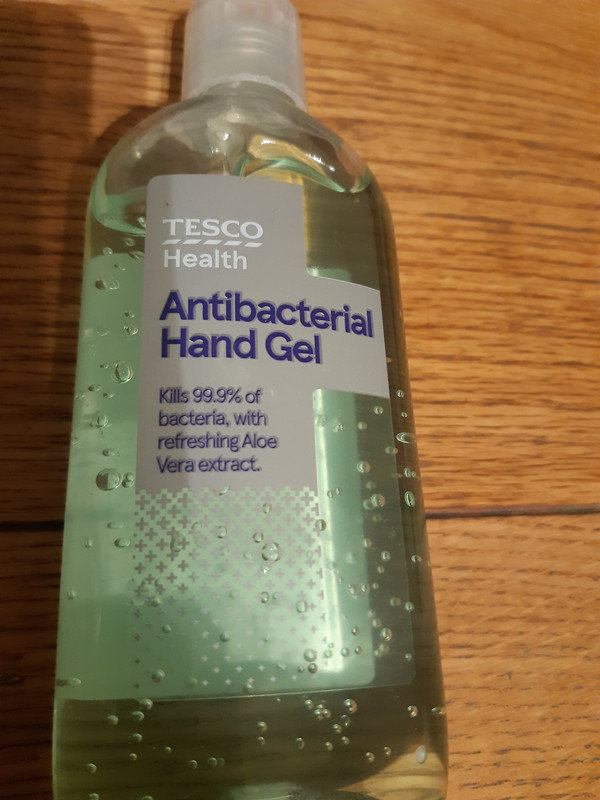 TESCO
Health
Antibacterial
Hand Gel
Kills 99.9% of
bacteria, with
refreshing Aloe
Vera extract.